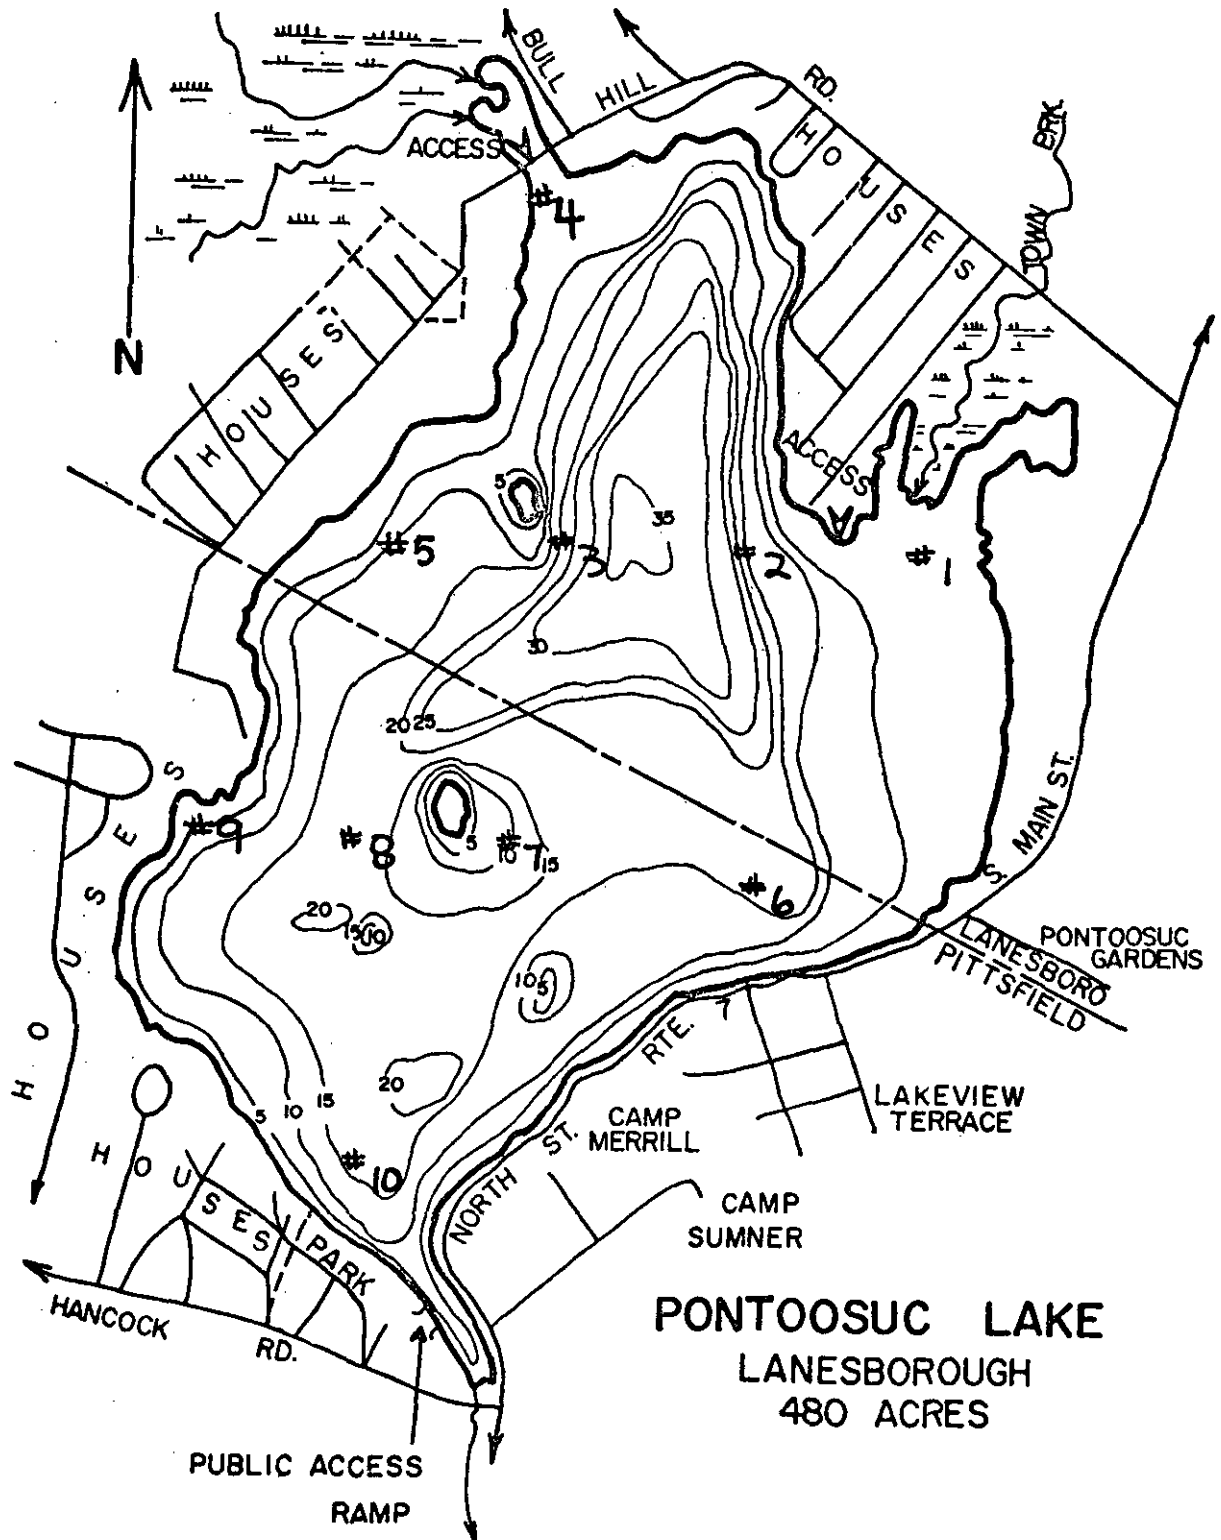 BULL
HILL
RD.
ACCESS
#4
HOUSES
TOWN BRK.
N
HOUSES
ACCESS
5
35
#5
#3
#2
#1
30
20 25
HOUSES
#9
#8
5
10
#7
15
#6
S. MAIN ST.
20
15
10
LANESBORO
PITTSFIELD
PONTOOSUC
GARDENS
10
5
RTE. 7
20
5
10
15
CAMP
MERRILL
LAKEVIEW
TERRACE
NORTH ST.
#10
HOUSES
CAMP
SUMNER
PARK
HANCOCK
RD.
PONTOOSUC LAKE
LANESBOROUGH
480 ACRES
PUBLIC ACCESS
RAMP